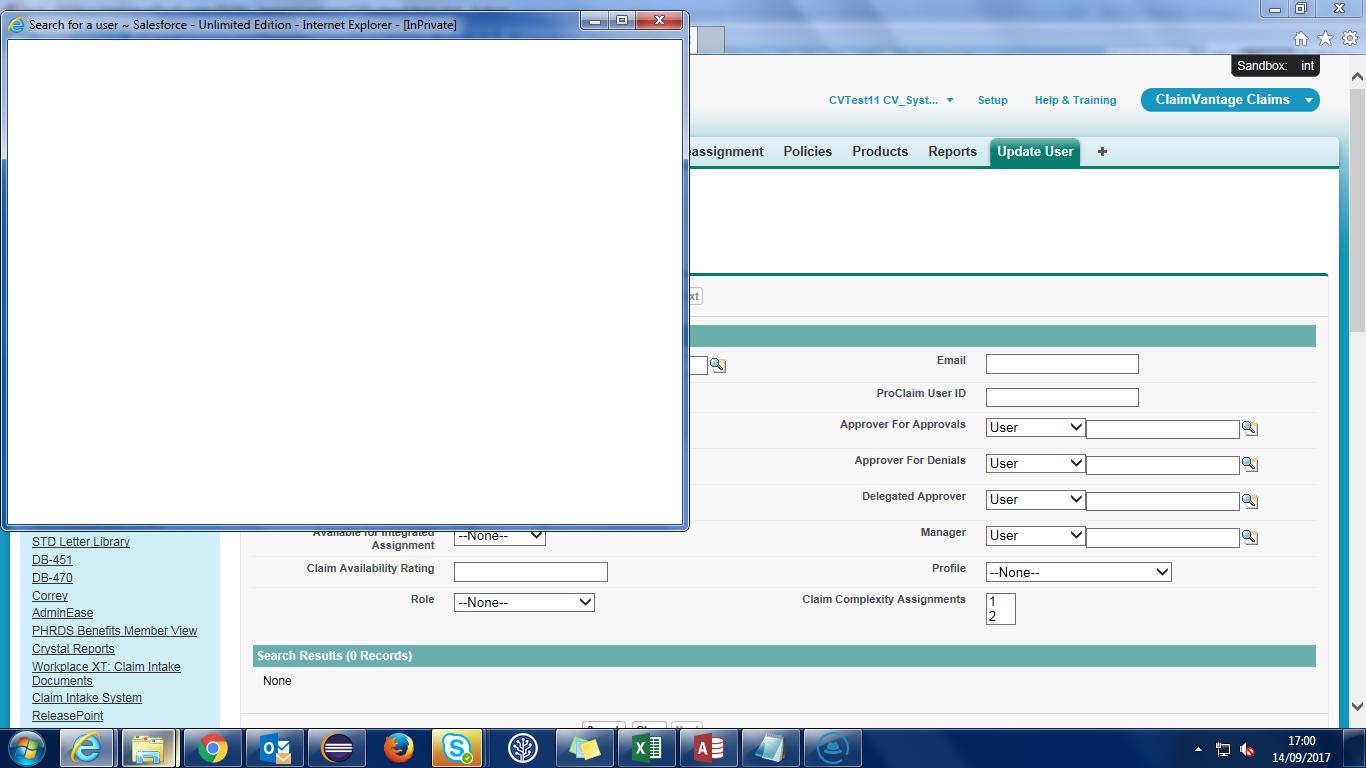 Search for a user ~ Salesforce - Unlimited Edition - Internet Explorer - [InPrivate]
Sandbox: int
CVTest11 CV_Syst... Setup Help & Training ClaimVantage Claims
eassignment Policies Products Reports Update User
xt
Email
ProClaim User ID
Approver For Approvals User
Approver For Denials User
Delegated Approver User
Available for Integrated Assignment --None-- Manager User
Claim Availability Rating Profile --None--
Role --None-- Claim Complexity Assignments 1
2
Search Results (0 Records)
None
STD Letter Library
DB-451
DB-470
Correy
AdminEase
PHRDS Benefits Member View
Crystal Reports
Workplace XT: Claim Intake
Documents
Claim Intake System
ReleasePoint
17:00
14/09/2017